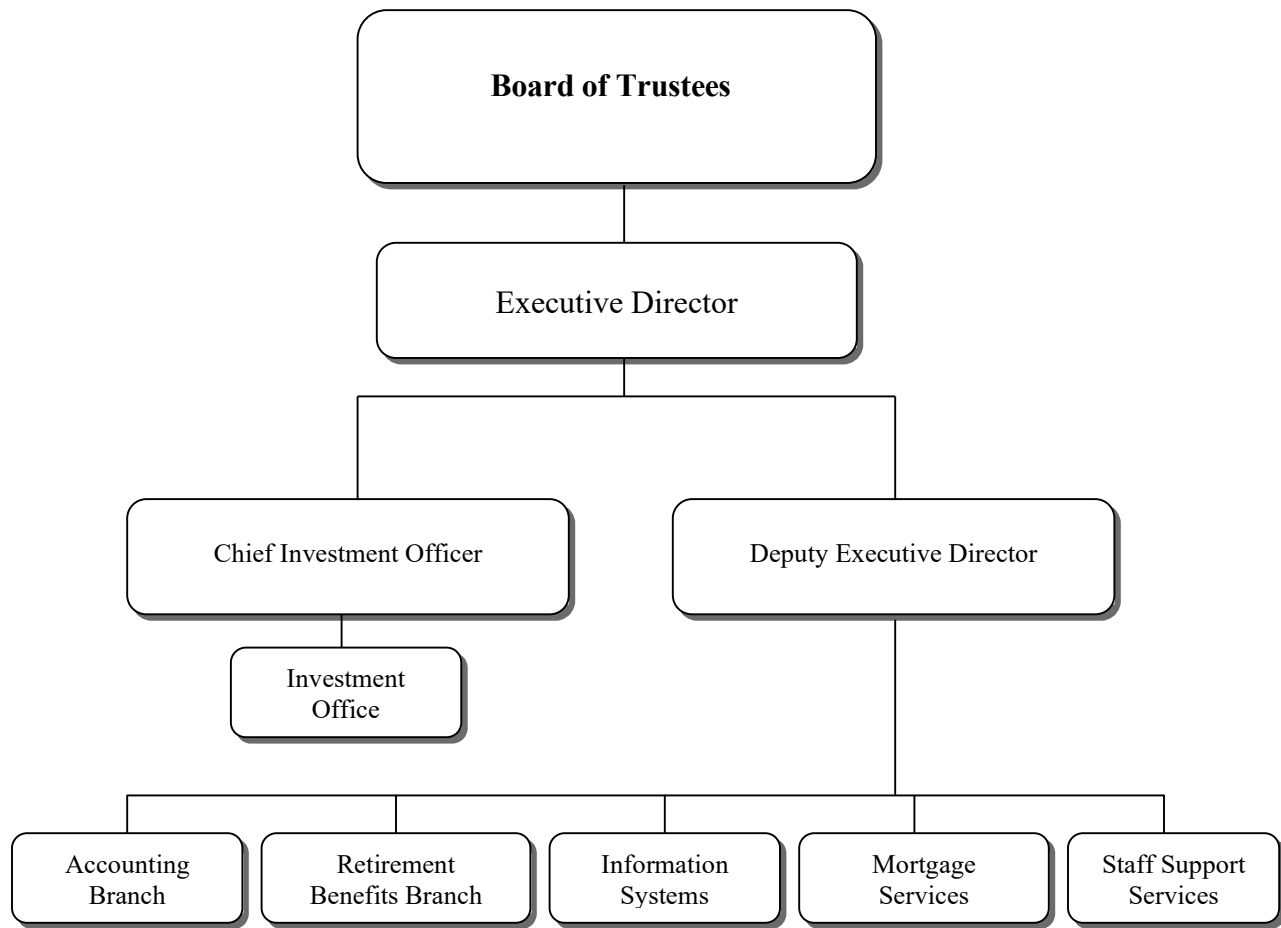 Board of Trustees
Executive Director
Chief Investment Officer
Deputy Executive Director
Investment
Office
Accounting
Branch
Retirement
Benefits Branch
Information
Systems
Mortgage
Services
Staff Support
Services